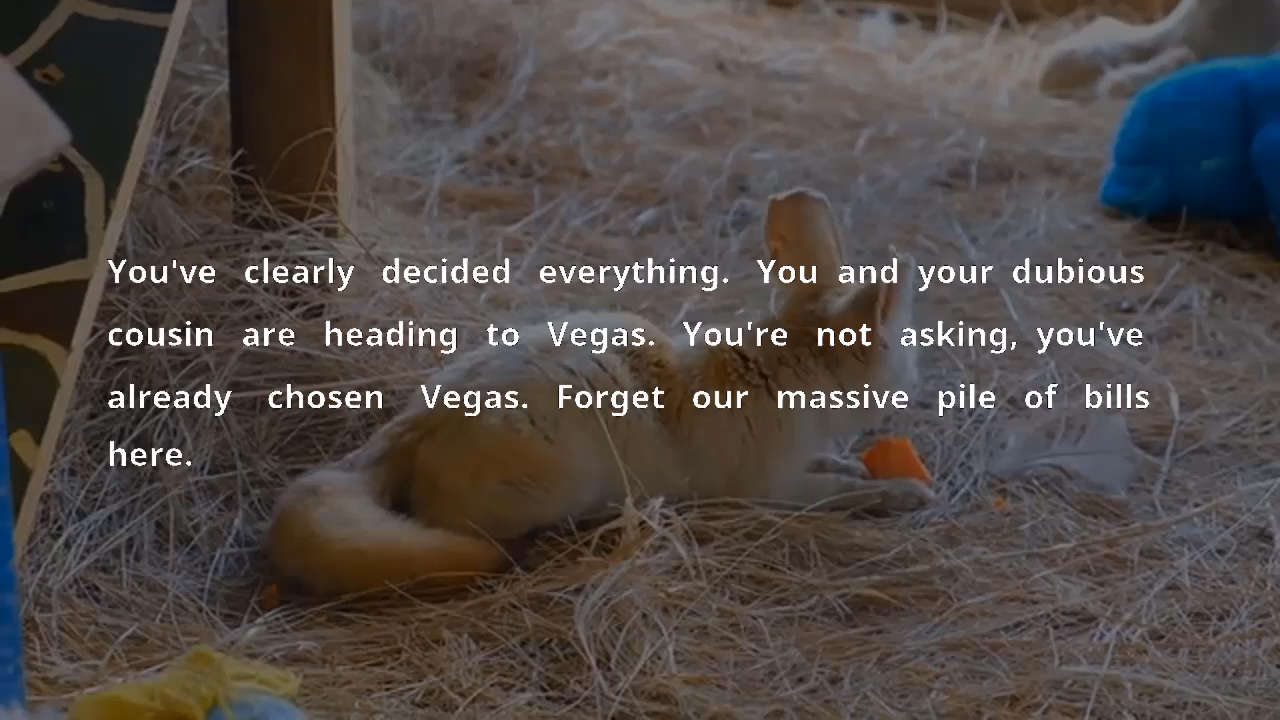 You've clearly decided everything. You and your dubious
cousin are heading to Vegas. You're not asking, you've
already chosen Vegas. Forget our massive pile of bills
here.